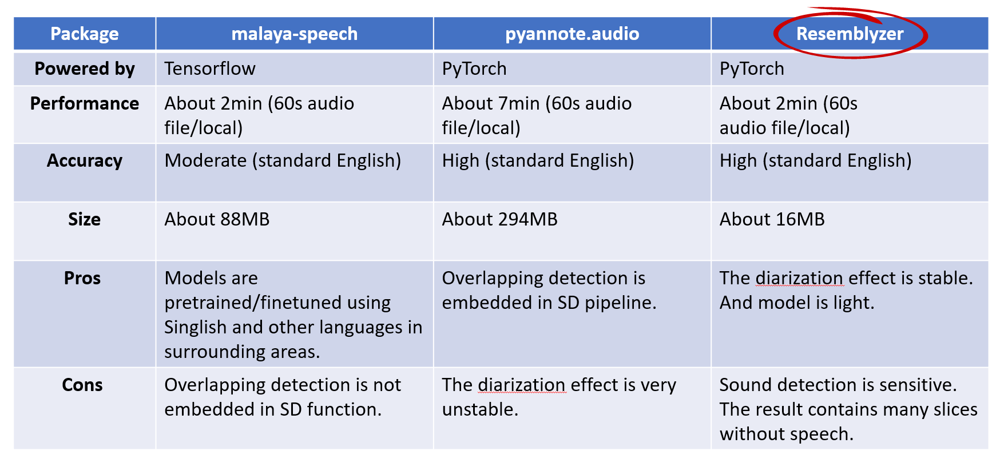 Package malaya-speech pyannote.audio Resemblyzer
Powered by Tensorflow PyTorch PyTorch
Performance About 2min (60s audio About 7min (60s audio About 2min (60s
file/local) file/local) audio file/local)
Accuracy Moderate (standard English) High (standard English) High (standard English)
Size About 88MB About 294MB About 16MB
Pros Models are Overlapping detection is The diarization effect is stable.
pretrained/finetuned using embedded in SD pipeline. And model is light.
Singlish and other languages in
surrounding areas.
Cons Overlapping detection is not The diarization effect is very Sound detection is sensitive.
embedded in SD function. unstable. The result contains many slices
without speech.